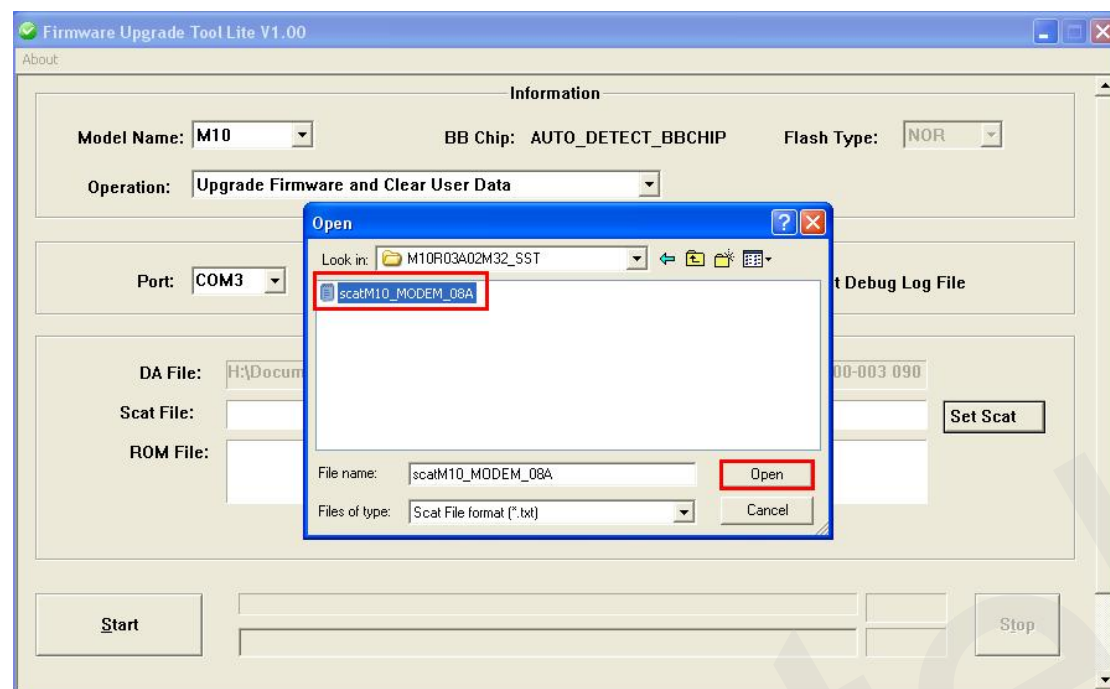 Firmware Upgrade Tool Lite V1.00
About
Information
Model Name: M10 BB Chip: AUTO_DETECT_BBCHIP Flash Type: NOR
Operation: Upgrade Firmware and Clear User Data
Open
Look in: M10R03A02M32_SST
Port: COM3 t Debug Log File
scatM10_MODEM_08A
DA File: H:\Docum 00-003 090
Scat File: Set Scat
ROM File:
File name: scatM10_MODEM_08A Open
Files of type: Scat File format (*.txt) Cancel
Start Stop